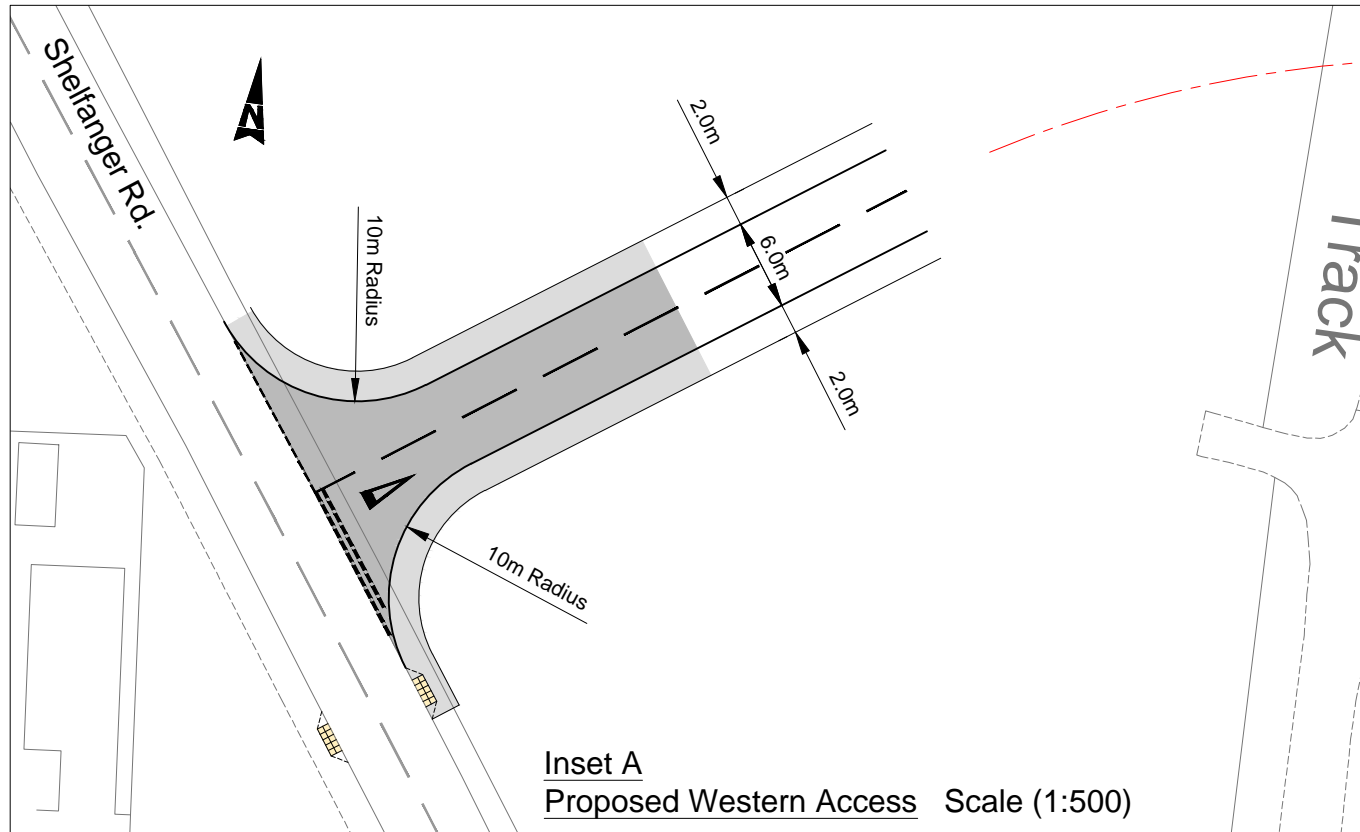 Shelfanger Rd.
N
2.0m
10m Radius
6.0m
2.0m
Track
10m Radius
Inset A
Proposed Western Access Scale (1:500)